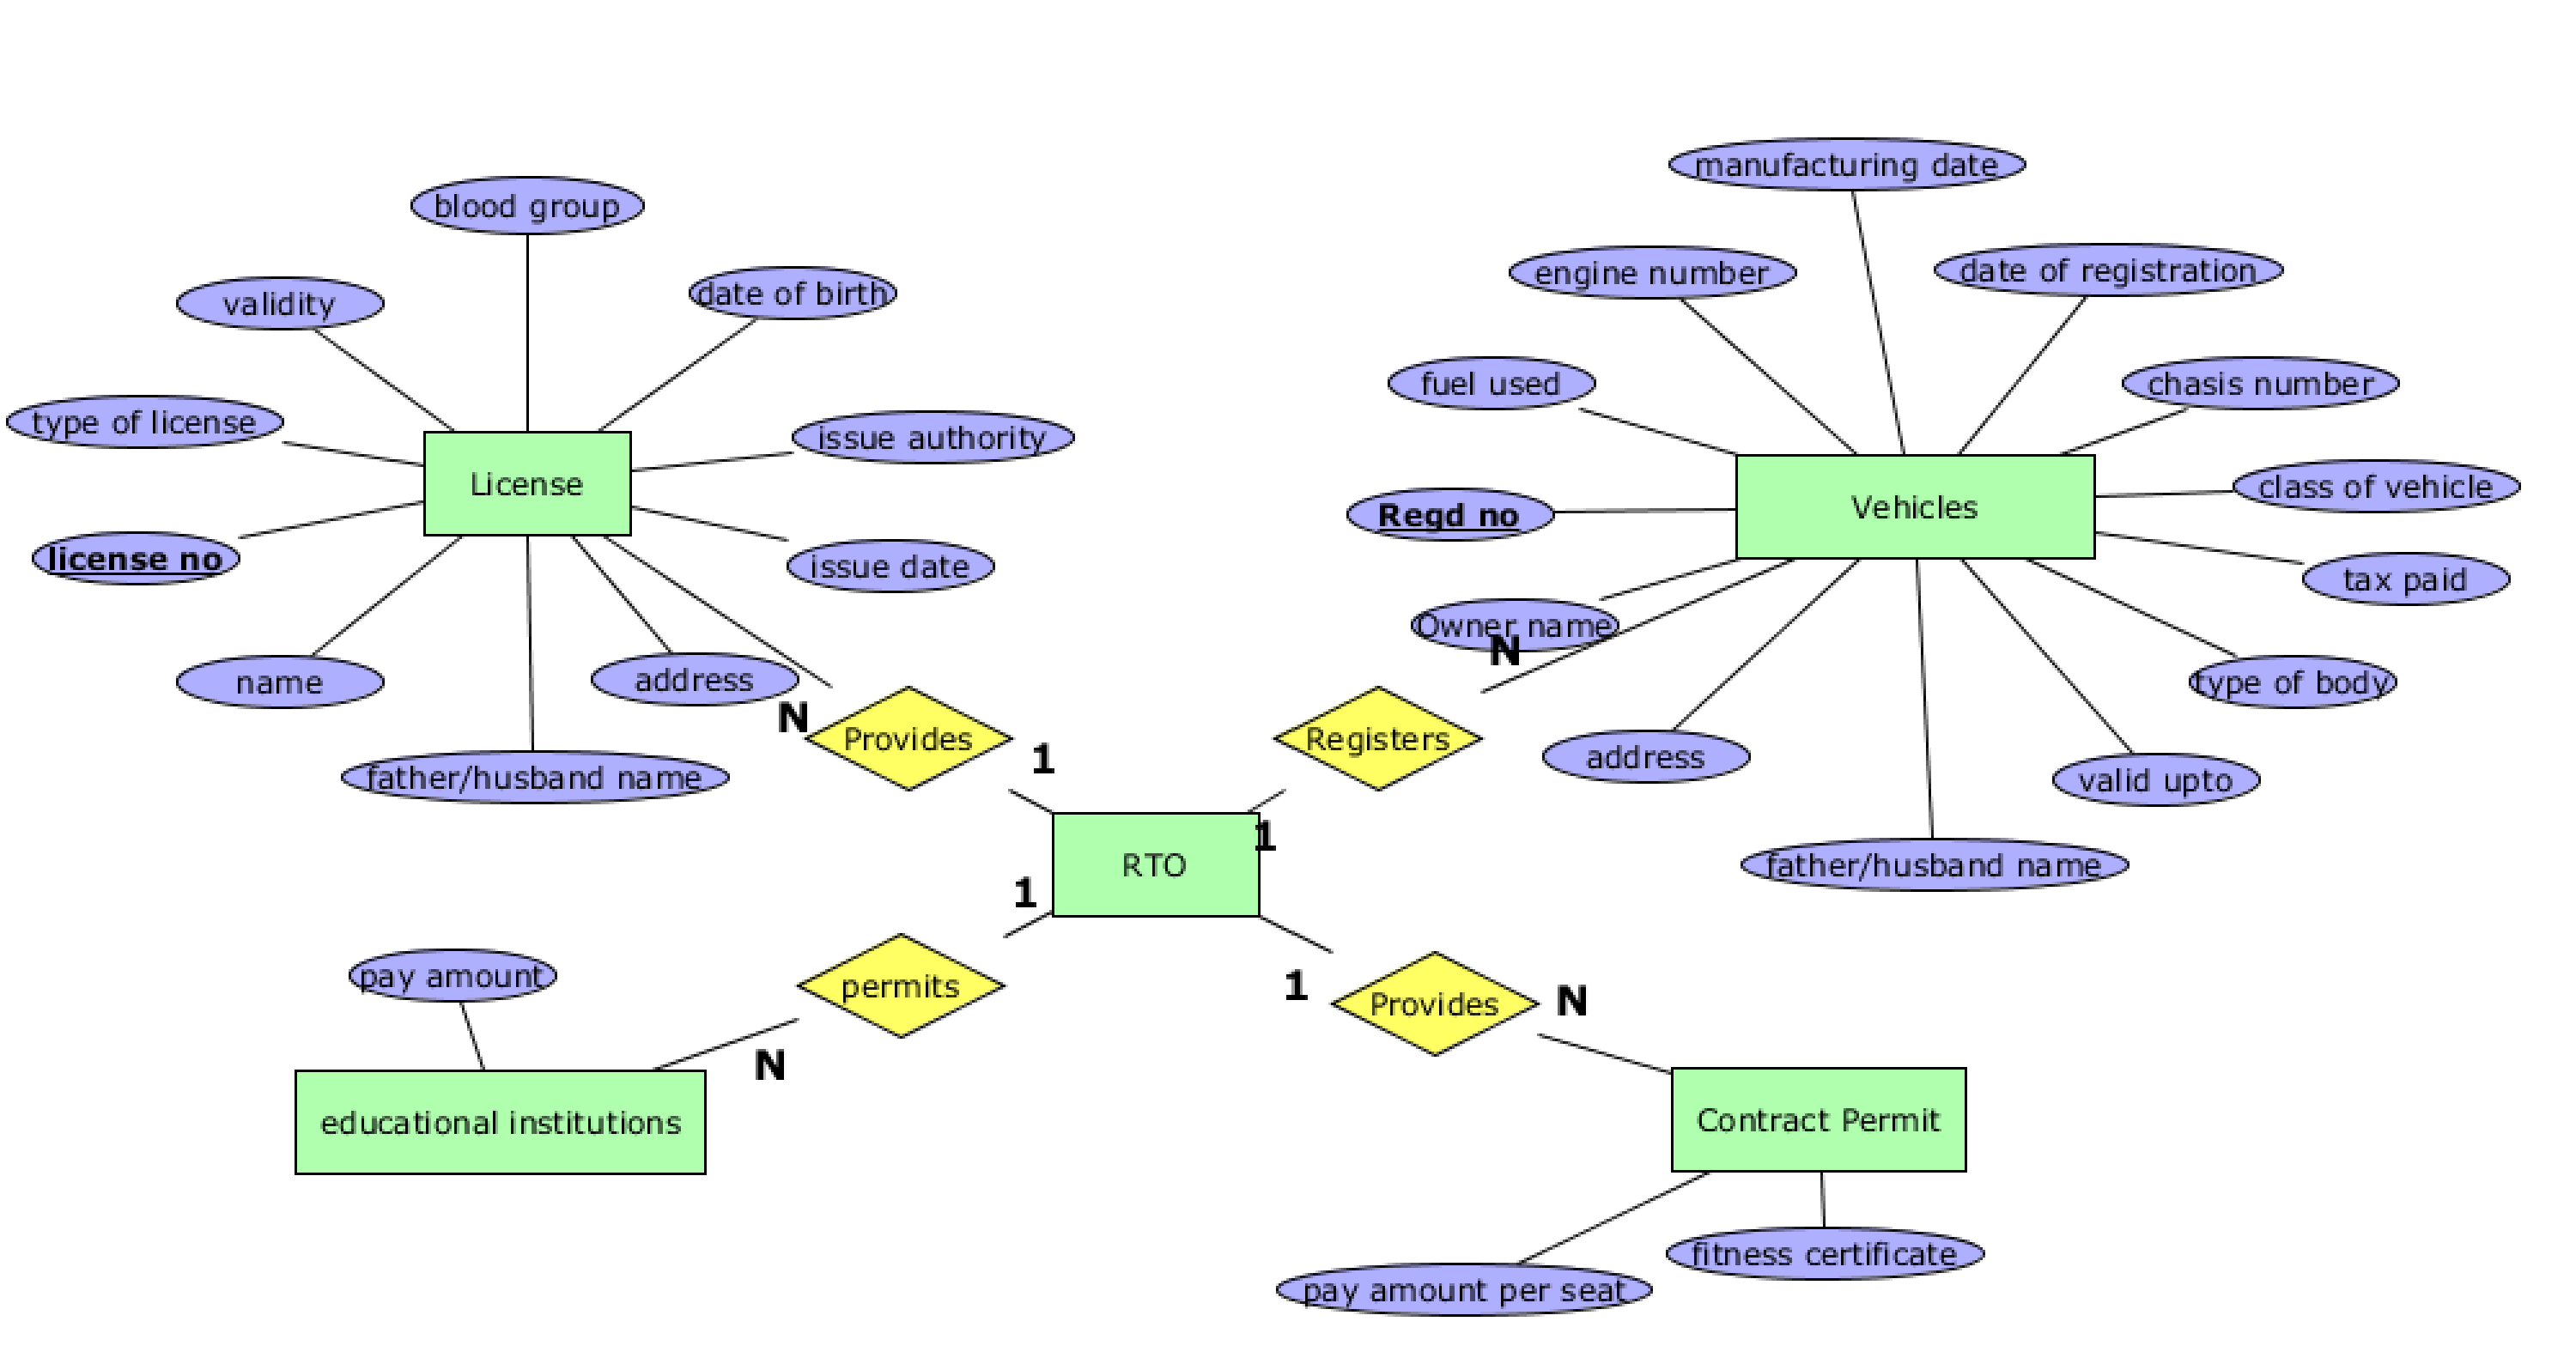 manufacturing date
blood group
engine number
date of registration
validity
date of birth
fuel used
chasis number
type of license
issue authority
License
Vehicles
class of vehicle
Regd no
license no
issue date
tax paid
Owner name
N
name
address
type of body
N
Provides
1
Registers
address
father/husband name
valid upto
1
RTO
father/husband name
1
pay amount
permits
1
Provides
N
N
educational institutions
Contract Permit
fitness certificate
pay amount per seat